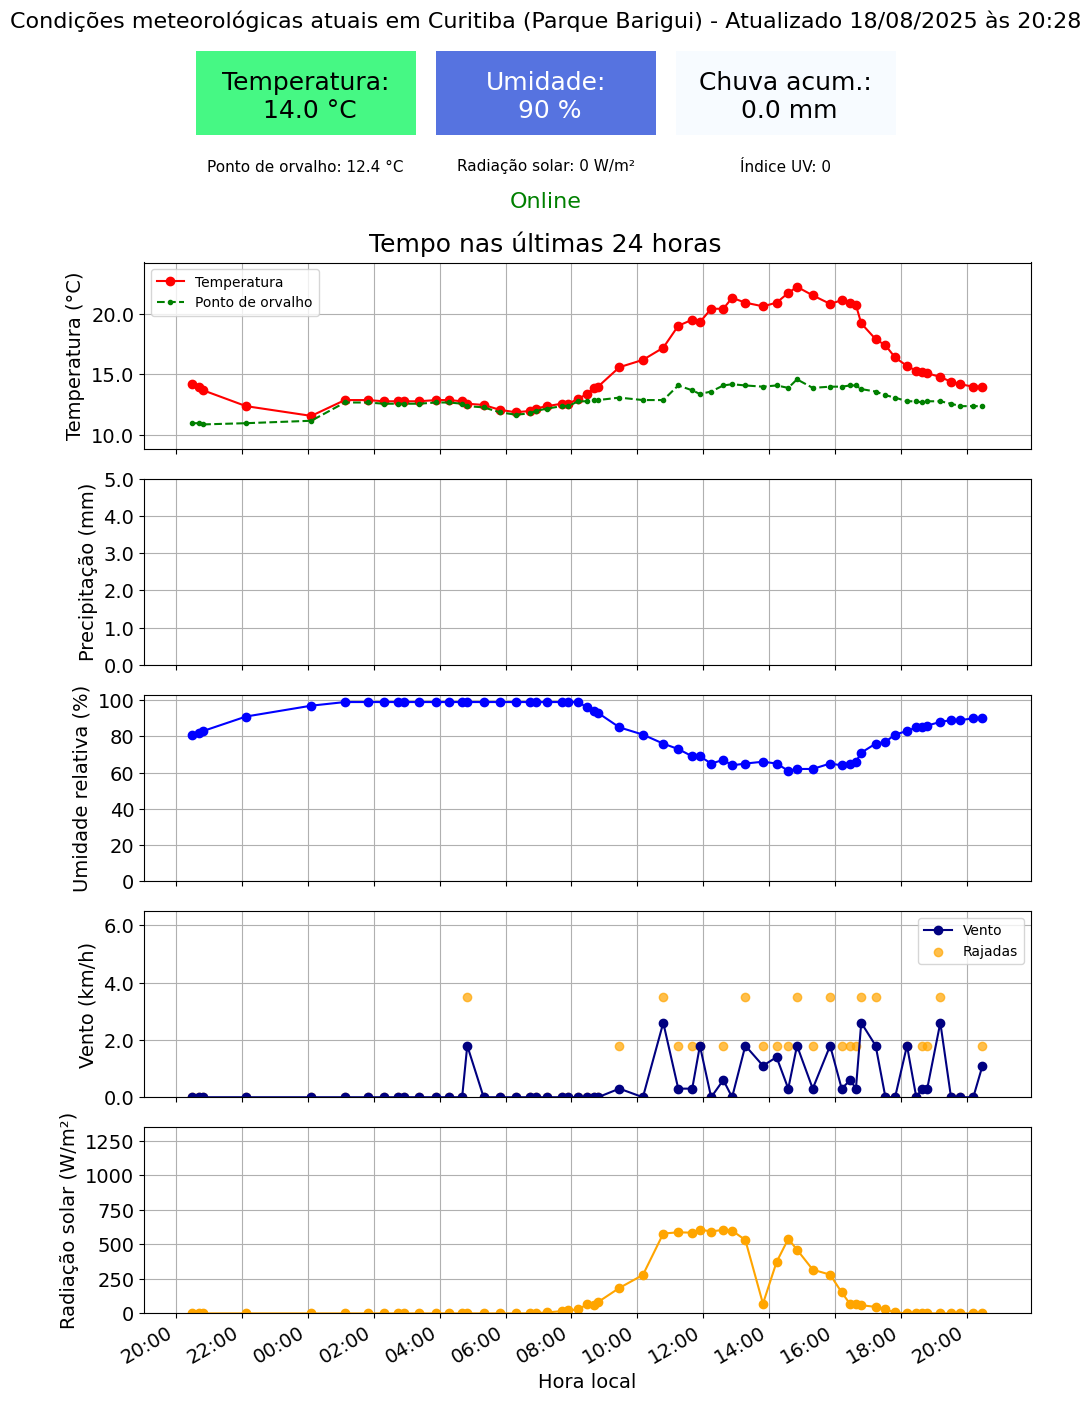 Condições meteorológicas atuais em Curitiba (Parque Barigui) - Atualizado 18/08/2025 às 20:28
Temperatura:
14.0 °C
Umidade:
90 %
Chuva acum.:
0.0 mm
Ponto de orvalho: 12.4 °C
Radiação solar: 0 W/m²
Índice UV: 0
Online
Tempo nas últimas 24 horas
Temperatura (°C)
20.0
15.0
10.0
Temperatura
Ponto de orvalho
Precipitação (mm)
5.0
4.0
3.0
2.0
1.0
0.0
Umidade relativa (%)
100
80
60
40
20
0
Vento (km/h)
6.0
4.0
2.0
0.0
Vento
Rajadas
Radiação solar (W/m²)
1250
1000
750
500
250
0
20:00
22:00
00:00
02:00
04:00
06:00
08:00
10:00
12:00
14:00
16:00
18:00
20:00
Hora local